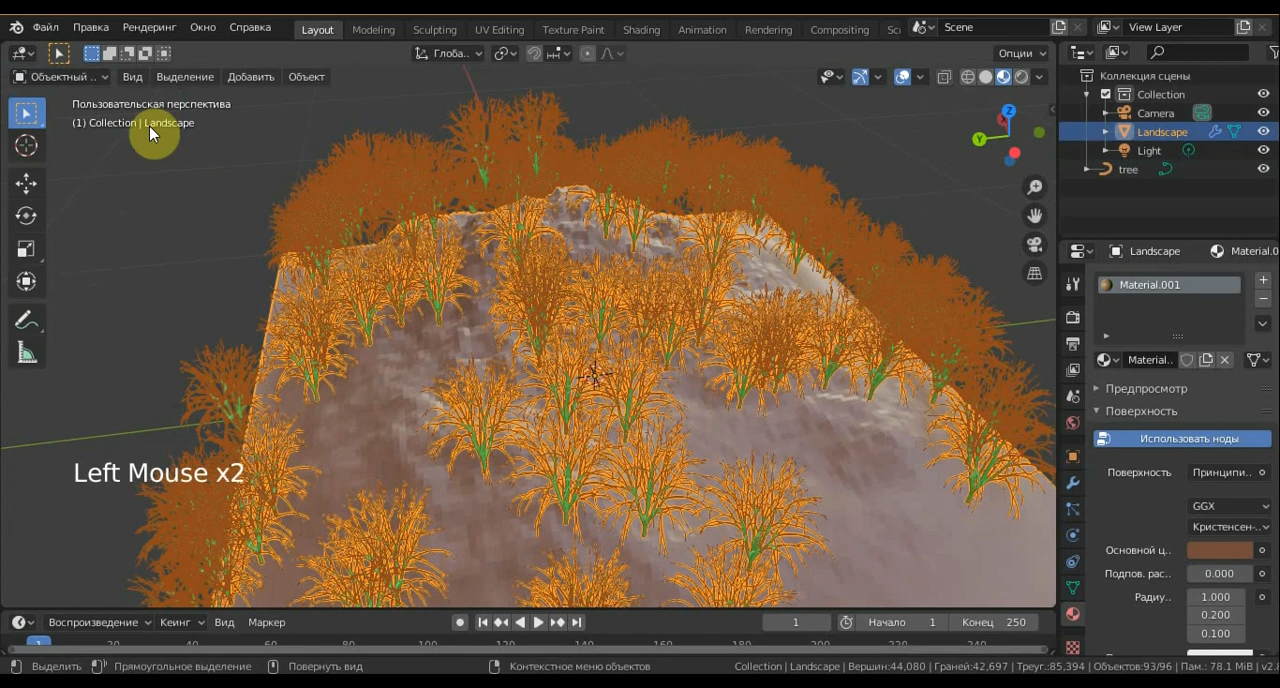 Файл Правка Рендеринг Окно Справка Layout Modeling Sculpting UV Editing Texture Paint Shading Animation Rendering Compositing Sc Scene View Layer
Глоба.. Опции
Объектный .. Вид Выделение Добавить Объект
Пользовательская перспектива
(1) Collection | Landscape
Z
Y
Коллекция сцены
Collection
Camera
Landscape
Light
tree
Landscape Material.0
Material.001
Material..
Предпросмотр
Поверхность
Использовать ноды
Поверхность Принципи..
GGX
Кристенсен-..
Основной ц..
Подпов. рас.. 0.000
Радиу.. 1.000
0.200
0.100
Left Mouse x2
Воспроизведение Кеинг Вид Маркер 1 Начало 1 Конец 250
1 20 60 80 100 140 160 200 220 240
Выделить Прямоугольное выделение Повернуть вид Контекстное меню объектов Collection | Landscape | Вершин:44,080 | Граней:42,697 | Треуг.:85,394 | Объектов:93/96 | Пам.: 78.1 MiB | v2.8